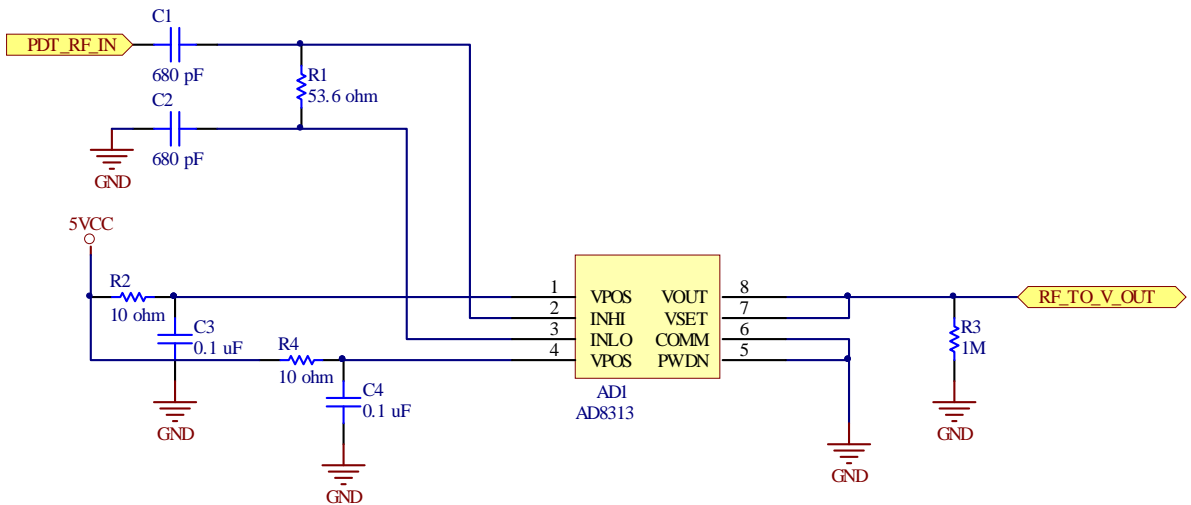 C1
PDT_RF_IN
680 pF
R1
53.6 ohm
C2
680 pF
GND
5VCC
R2
10 ohm
C3
0.1 uF
GND
R4
10 ohm
C4
0.1 uF
GND
1 VPOS VOUT 8
2 INHI VSET 7
3 INLO COMM 6
4 VPOS PWDN 5
AD1
AD8313
GND
RF_TO_V_OUT
R3
1M
GND